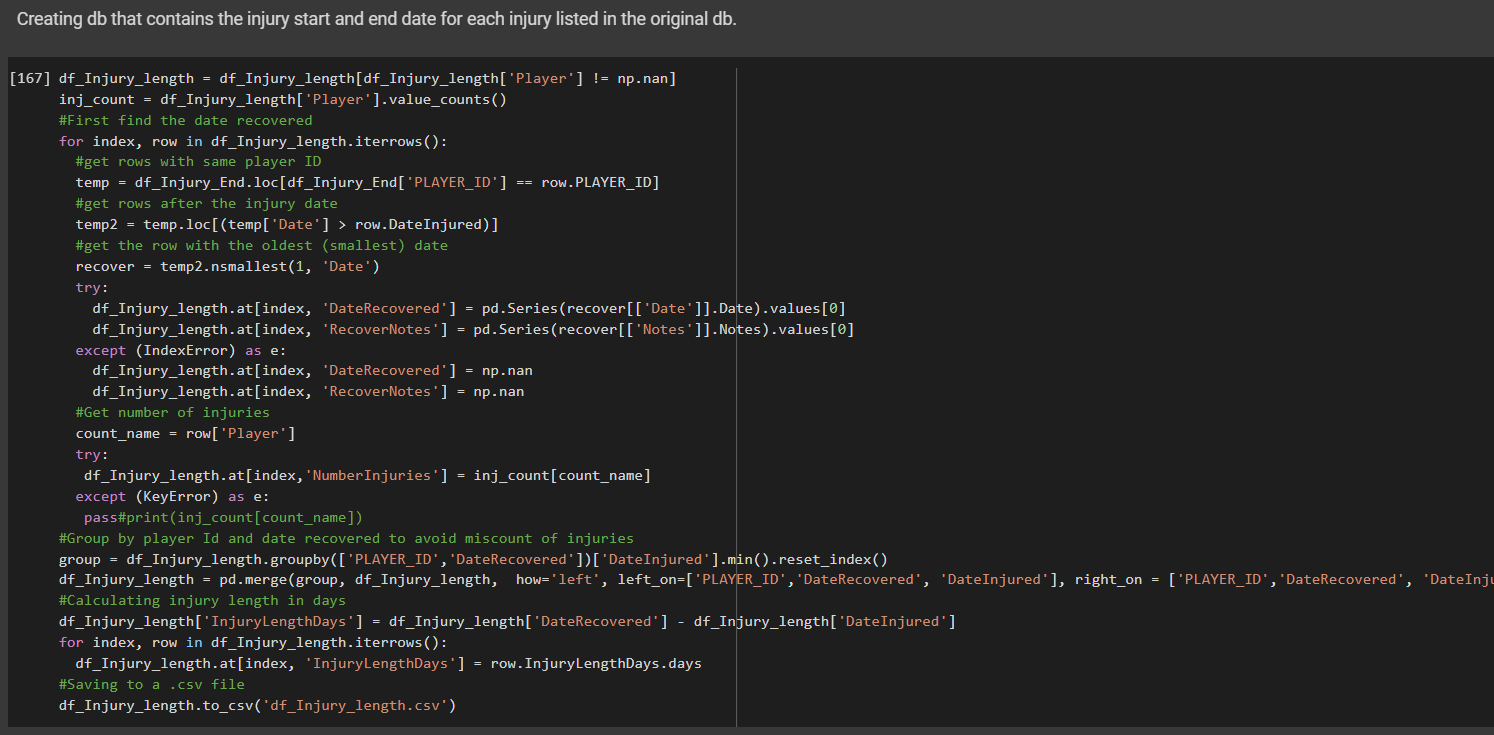 Creating db that contains the injury start and end date for each injury listed in the original db.
[167] df_Injury_length = df_Injury_length[df_Injury_length['Player'] != np.nan]
inj_count = df_Injury_length['Player'].value_counts()
#First find the date recovered
for index, row in df_Injury_length.iterrows():
  #get rows with same player ID
  temp = df_Injury_End.loc[df_Injury_End['PLAYER_ID'] == row.PLAYER_ID]
  #get rows after the injury date
  temp2 = temp.loc[(temp['Date'] > row.DateInjured)]
  #get the row with the oldest (smallest) date
  recover = temp2.nsmallest(1, 'Date')
  try:
    df_Injury_length.at[index, 'DateRecovered'] = pd.Series(recover[['Date']].Date).values[0]
    df_Injury_length.at[index, 'RecoverNotes'] = pd.Series(recover[['Notes']].Notes).values[0]
  except (IndexError) as e:
    df_Injury_length.at[index, 'DateRecovered'] = np.nan
    df_Injury_length.at[index, 'RecoverNotes'] = np.nan
  #Get number of injuries
  count_name = row['Player']
  try:
   df_Injury_length.at[index,'NumberInjuries'] = inj_count[count_name]
  except (KeyError) as e:
   pass#print(inj_count[count_name])
#Group by player Id and date recovered to avoid miscount of injuries
group = df_Injury_length.groupby(['PLAYER_ID','DateRecovered'])['DateInjured'].min().reset_index()
df_Injury_length = pd.merge(group, df_Injury_length,  how='left', left_on=['PLAYER_ID','DateRecovered', 'DateInjured'], right_on = ['PLAYER_ID','DateRecovered', 'DateInju
#Calculating injury length in days
df_Injury_length['InjuryLengthDays'] = df_Injury_length['DateRecovered'] - df_Injury_length['DateInjured']
for index, row in df_Injury_length.iterrows():
  df_Injury_length.at[index, 'InjuryLengthDays'] = row.InjuryLengthDays.days
#Saving to a .csv file
df_Injury_length.to_csv('df_Injury_length.csv')